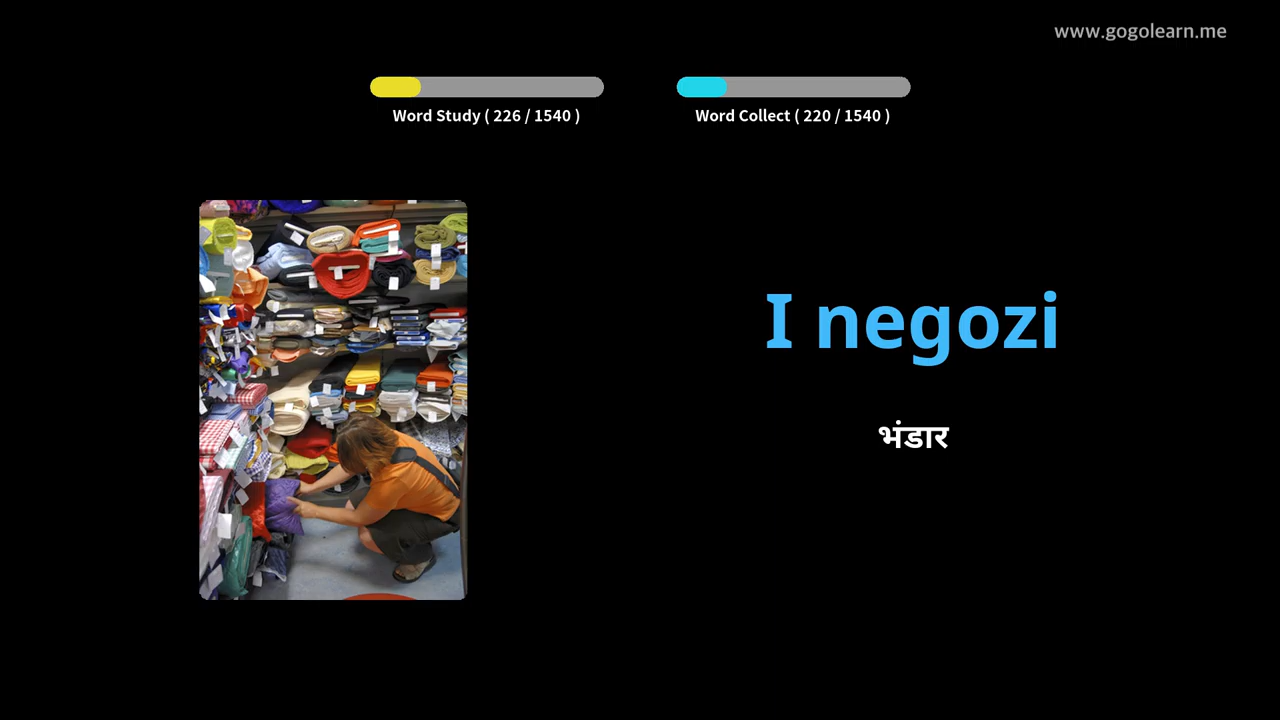 www.gogolearn.me
Word Study ( 226 / 1540 )
Word Collect ( 220 / 1540 )
I negozi
भंडार